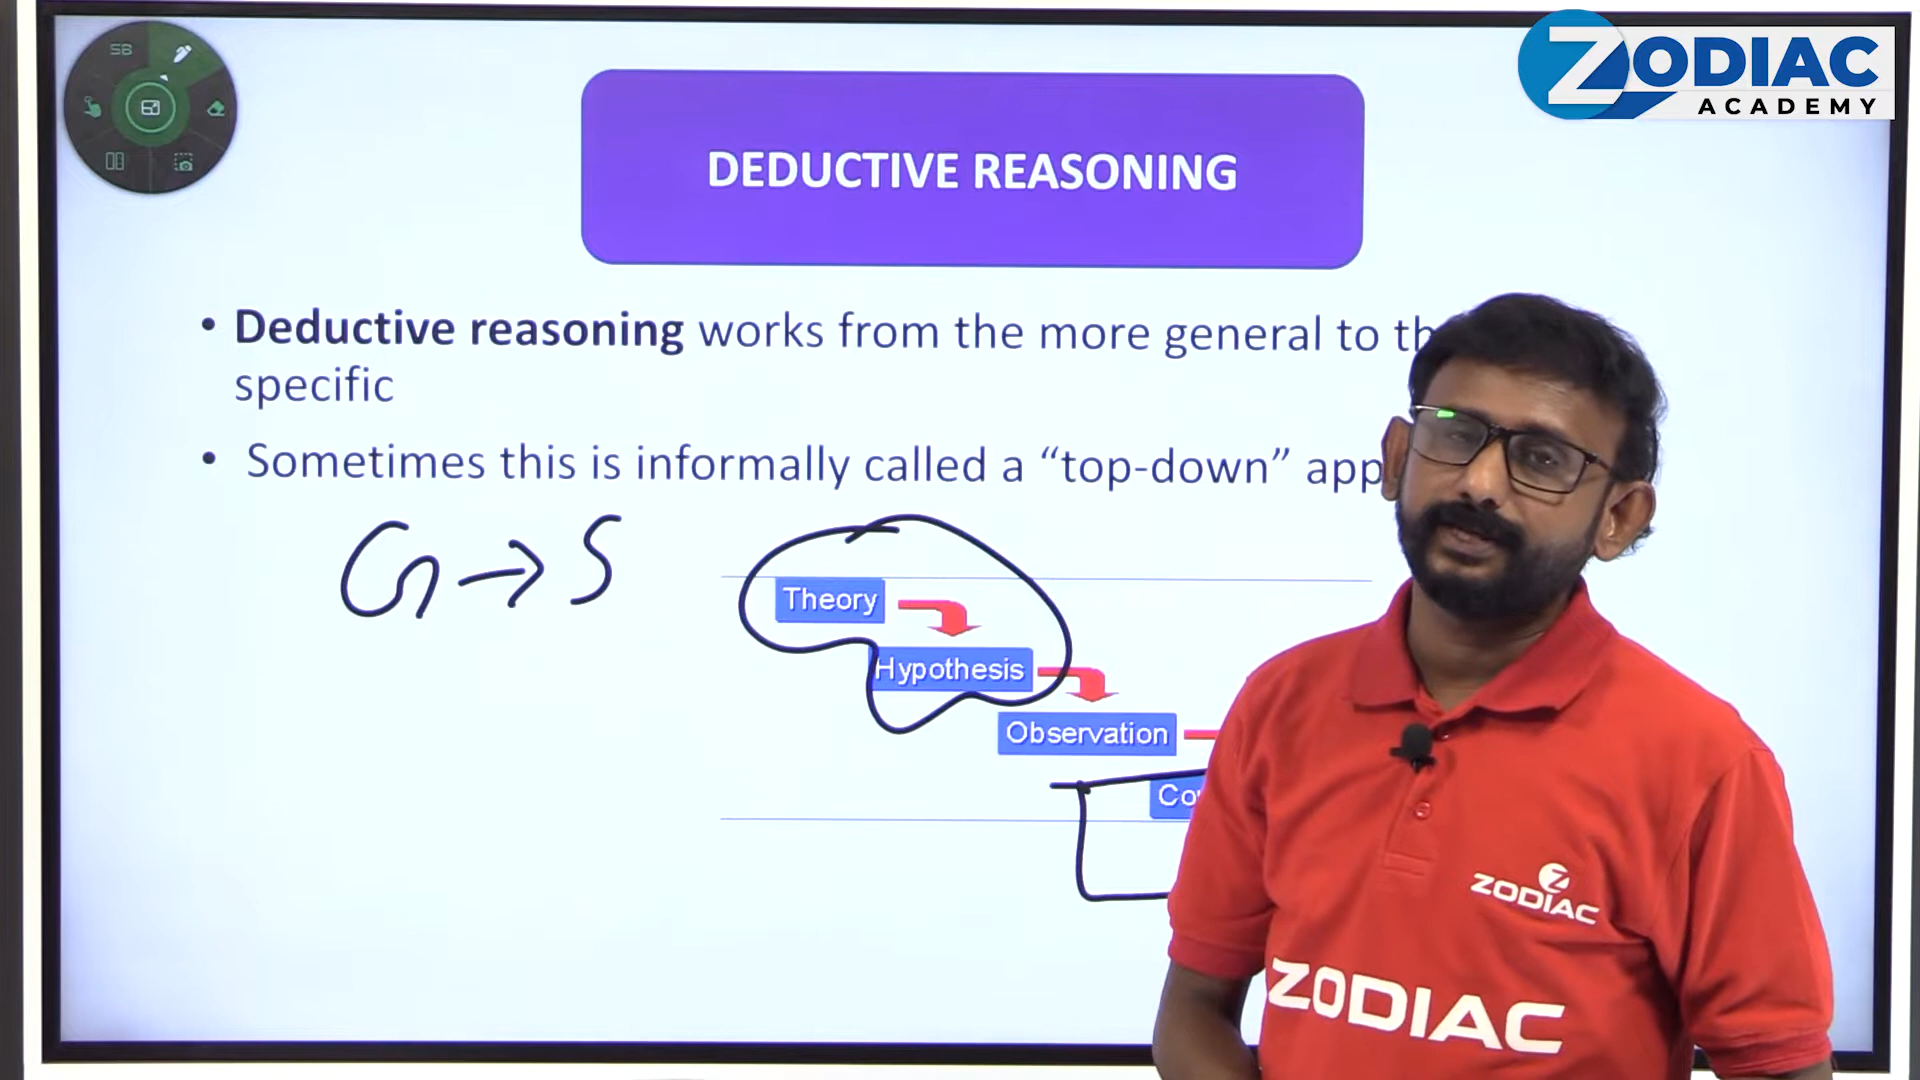 58
ZODIAC
ACADEMY
DEDUCTIVE REASONING
• Deductive reasoning works from the more general to th
specific
• Sometimes this is informally called a “top-down” app
G → S
Theory
Hypothesis
Observation
Co
ZODIAC
ZODIAC